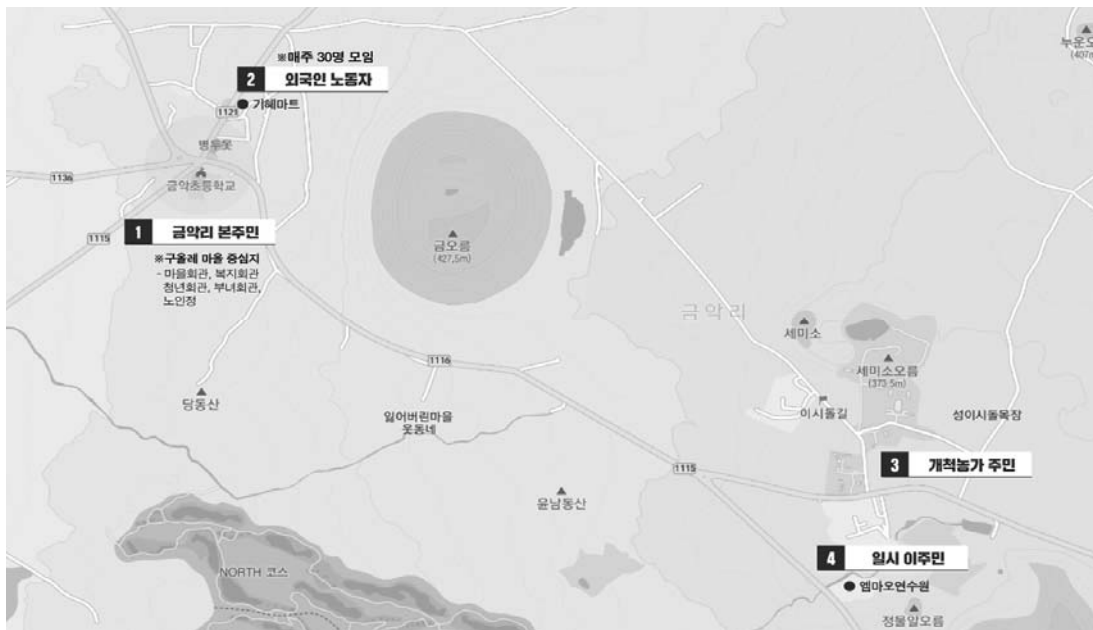 ※매주 30명 모임
2 외국인 노동자
기혜마트
1121
병두못
1136
금악초등학교
1115
1 금악리 본주민
※구올레 마을 중심지
- 마을회관, 복지회관
청년회관, 부녀회관,
노인정
금오름
(427.5m)
누운오
(407m
금악리
세미소
세미소오름
(373.5m)
이시돌길
성이시돌목장
1116
당동산
잃어버린마을
웃동네
1115
3 개척농가 주민
윤남동산
4 일시 이주민
엠마오연수원
정물알오름
NORTH 코스